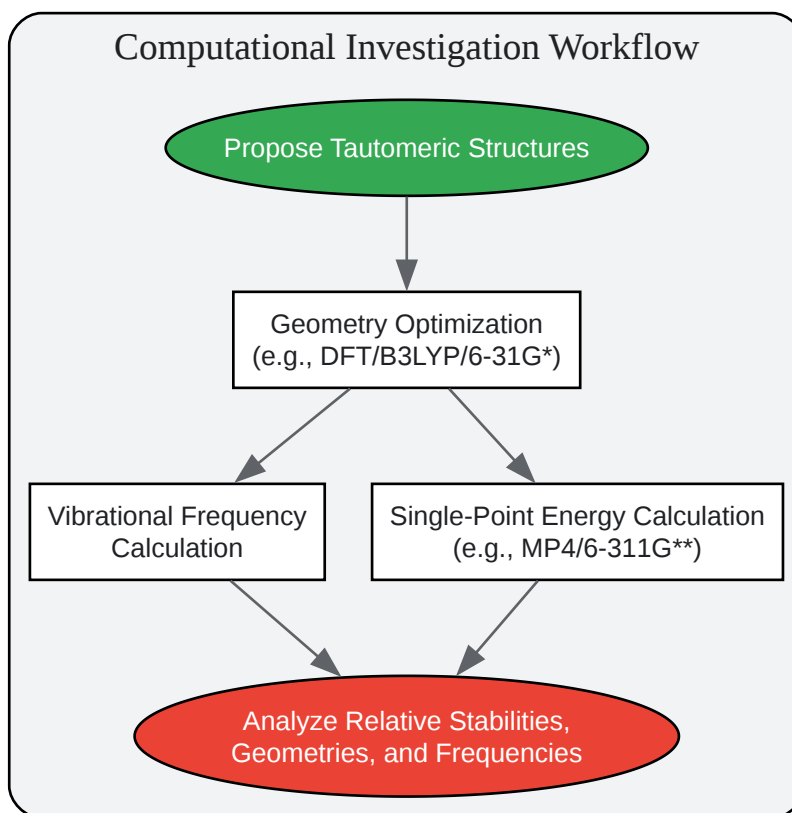 Computational Investigation Workflow
Propose Tautomeric Structures
Geometry Optimization
(e.g., DFT/B3LYP/6-31G*)
Vibrational Frequency
Calculation
Single-Point Energy Calculation
(e.g., MP4/6-311G**)
Analyze Relative Stabilities,
Geometries, and Frequencies